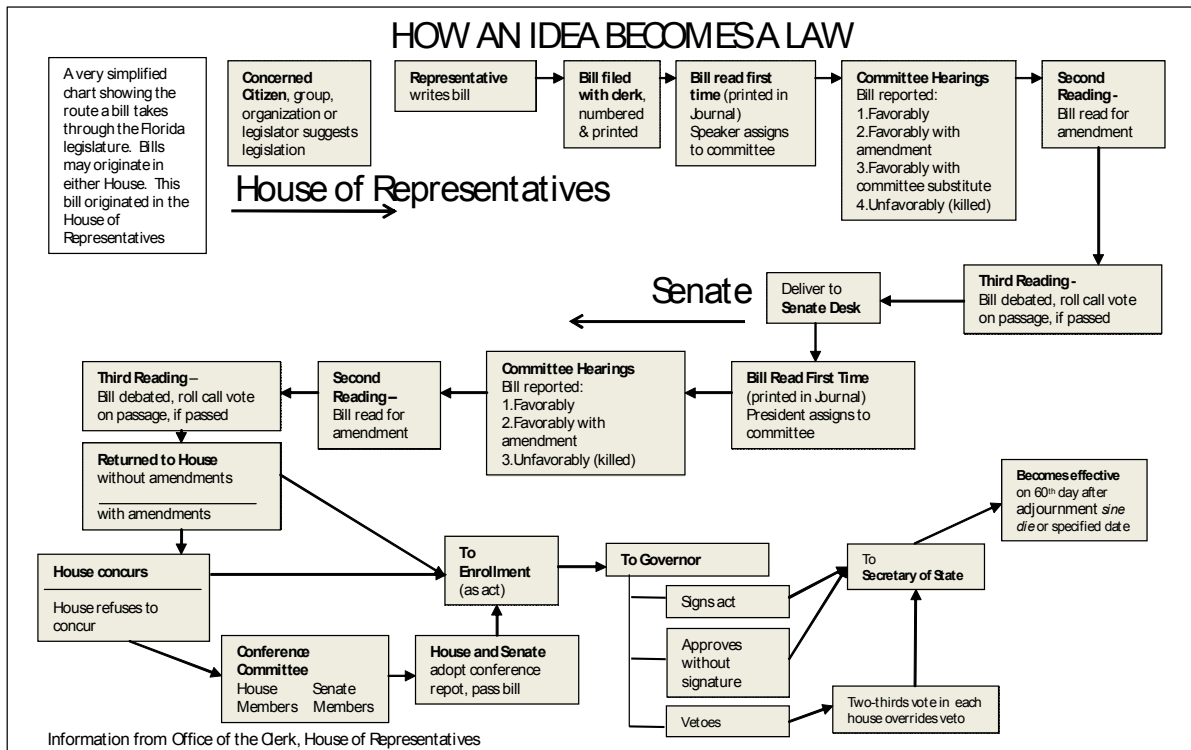 HOW AN IDEA BECOMES A LAW
A very simplified
chart showing the
route a bill takes
through the Florida
legislature. Bills
may originate in
either House. This
bill originated in the
House of
Representatives
Concerned
Citizen, group,
organization or
legislator suggests
legislation
Representative
writes bill
Bill filed
with clerk,
numbered
& printed
Bill read first
time (printed in
Journal)
Speaker assigns
to committee
Committee Hearings
Bill reported:
1.Favorably
2.Favorably with
amendment
3.Favorably with
committee substitute
4.Unfavorably (killed)
Second
Reading-
Bill read for
amendment
House of Representatives
Third Reading-
Bill debated, roll call vote
on passage, if passed
Deliver to
Senate Desk
Senate
Bill Read First Time
(printed in Journal)
President assigns to
committee
Committee Hearings
Bill reported:
1.Favorably
2.Favorably with
amendment
3.Unfavorably (killed)
Second
Reading–
Bill read for
amendment
Third Reading–
Bill debated, roll call vote
on passage, if passed
Returned to House
without amendments
with amendments
House concurs
House refuses to
concur
Conference
Committee
House Senate
Members Members
House and Senate
adopt conference
repot, pass bill
To
Enrollment
(as act)
To Governor
Signs act
Approves
without
signature
Vetoes
Two-thirds vote in each
house overrides veto
To
Secretary of State
Becomes effective
on 60th day after
adjournment sine
die or specified date
Information from Office of the Clerk, House of Representatives